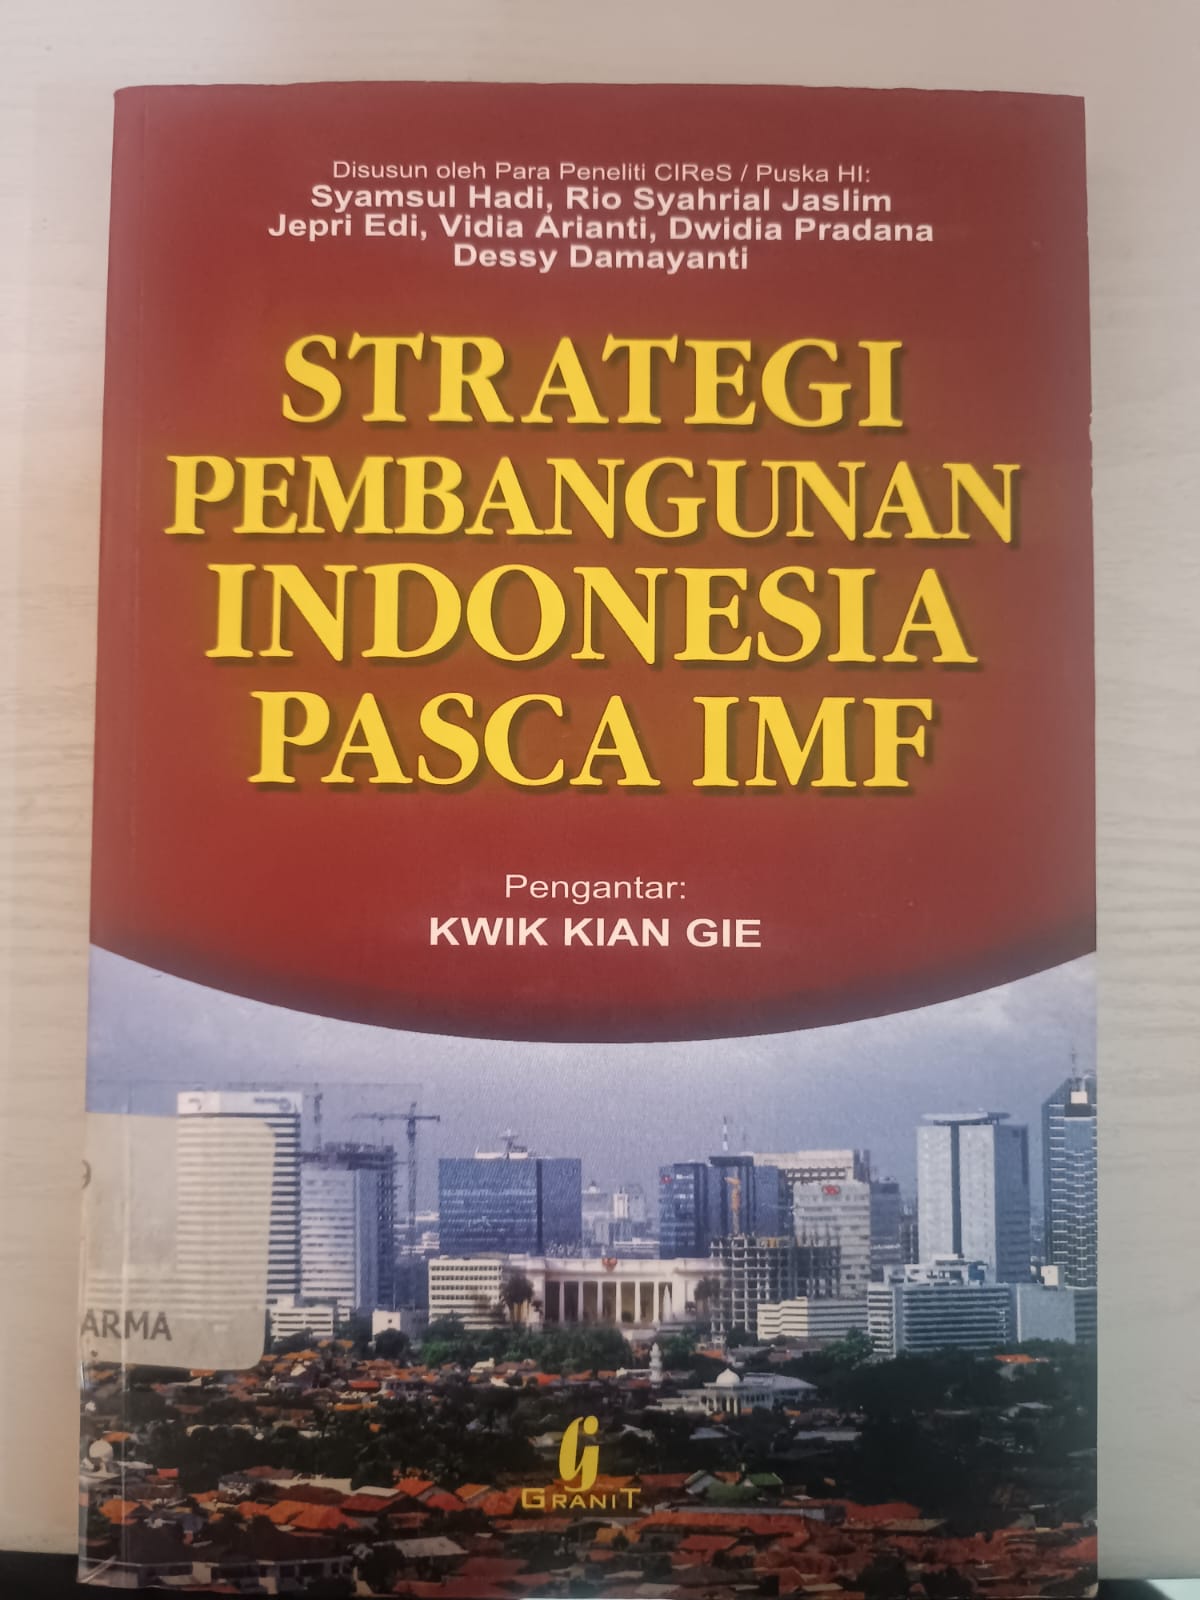 Disusun oleh Para Peneliti CIReS / Puska HI:
Syamsul Hadi, Rio Syahrial Jaslim
Jepri Edi, Vidia Arianti, Dwidia Pradana
Dessy Damayanti
STRATEGI
PEMBANGUNAN
INDONESIA
PASCA IMF
Pengantar:
KWIK KIAN GIE
9
ARMA
GRANIT